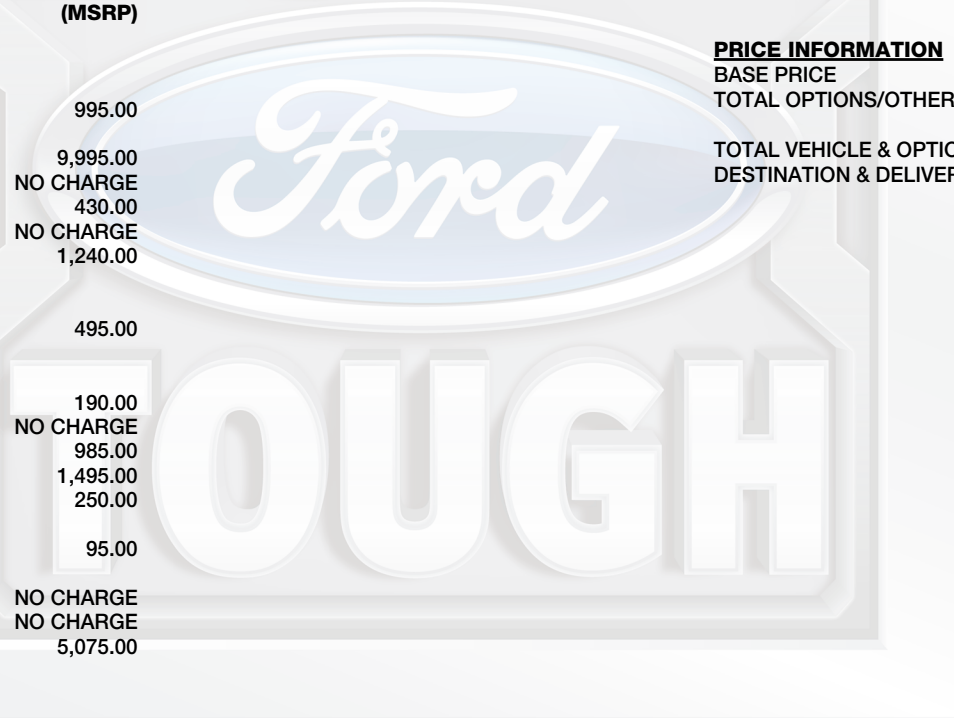 (MSRP)
995.00
9,995.00
NO CHARGE
430.00
NO CHARGE
1,240.00
495.00
190.00
NO CHARGE
985.00
1,495.00
250.00
95.00
NO CHARGE
NO CHARGE
5,075.00
PRICE INFORMATION
BASE PRICE
TOTAL OPTIONS/OTHER
TOTAL VEHICLE &
DESTINATION &
Ford
TOUGH